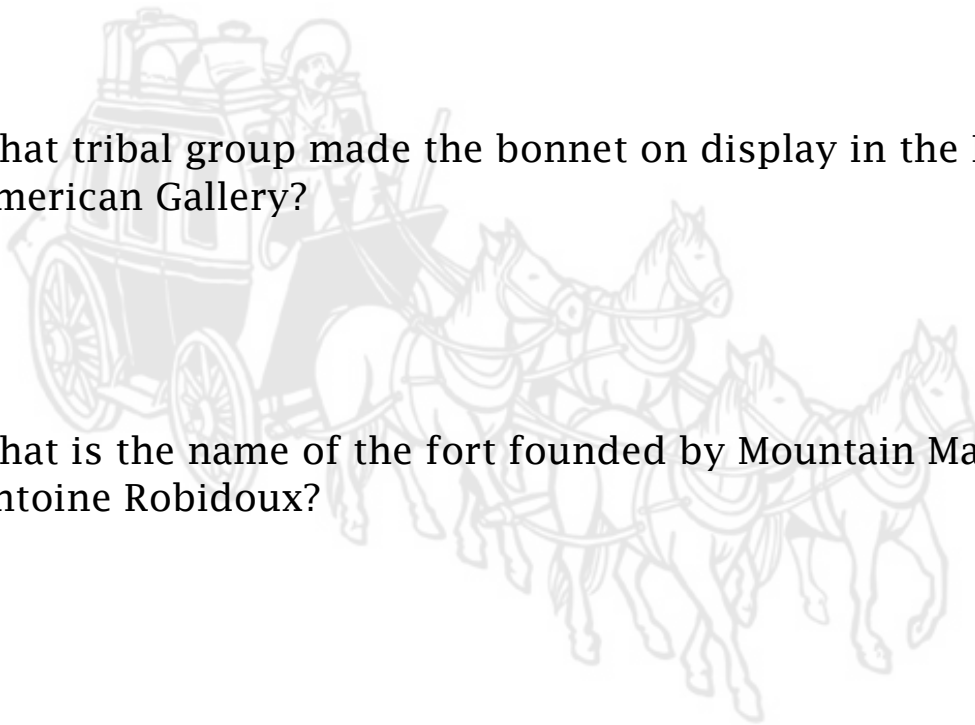 hat tribal group made the bonnet on display in the
merican Gallery?
hat is the name of the fort founded by Mountain Ma
ntoine Robidoux?